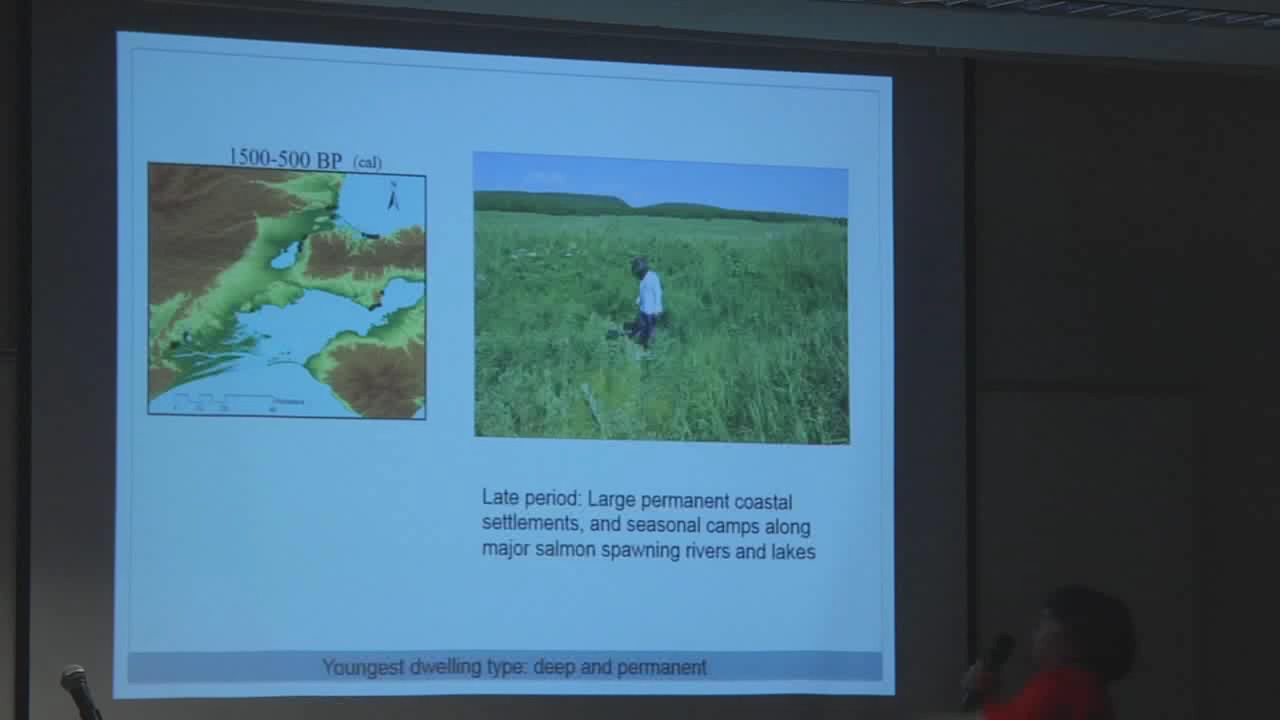 1500-500 BP (cal)
N
Late period: Large permanent coastal
settlements, and seasonal camps along
major salmon spawning rivers and lakes
Youngest dwelling type: deep and permanent